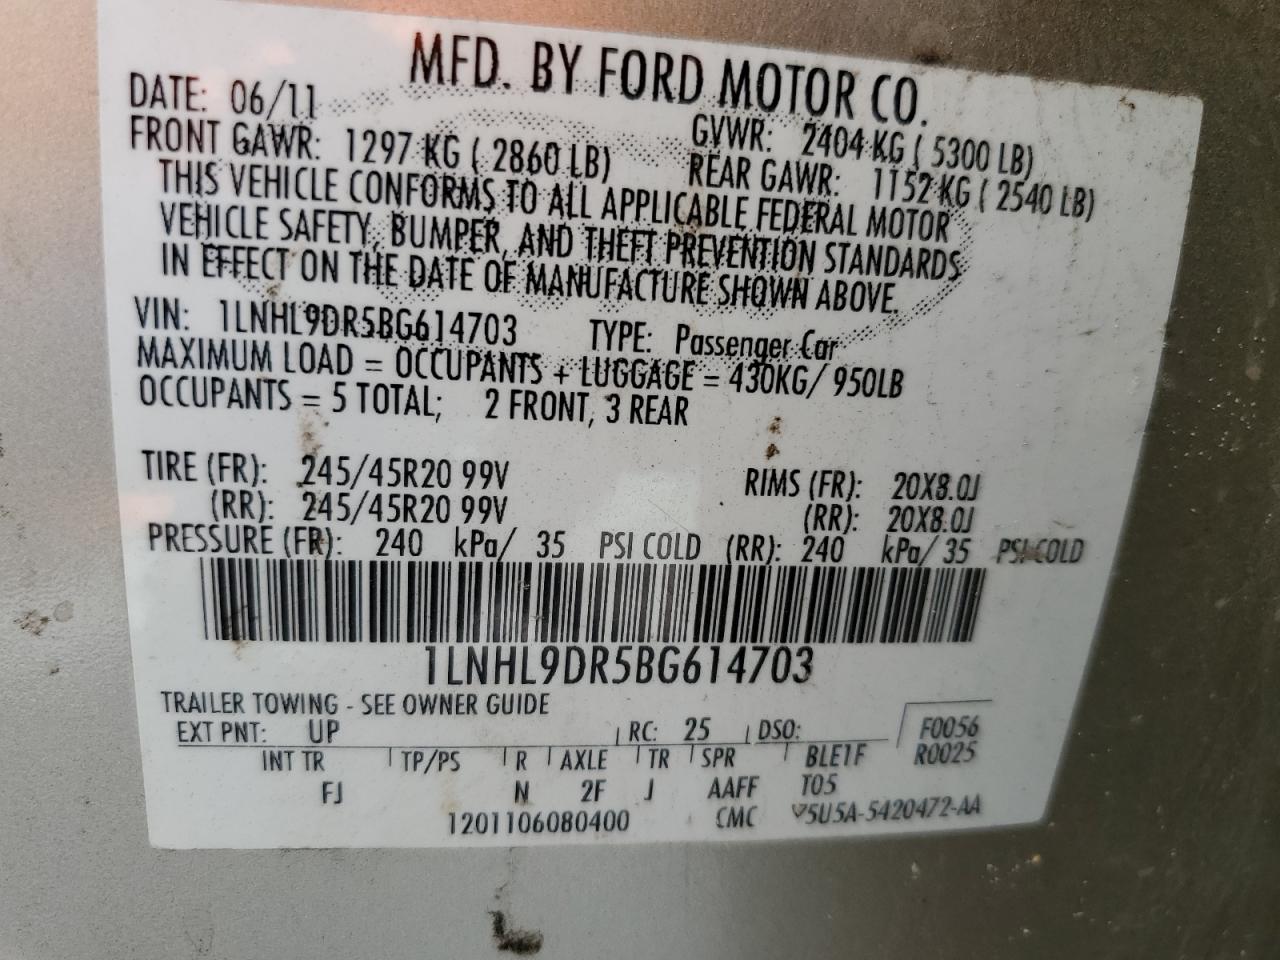 MFD. BY FORD MOTOR CO.
DATE: 06/11 GVWR: 2404 KG ( 5300 LB)
FRONT GAWR: 1297 KG ( 2860 LB) REAR GAWR: 1152 KG ( 2540 LB)
THIS VEHICLE CONFORMS TO ALL APPLICABLE FEDERAL MOTOR
VEHICLE SAFETY, BUMPER, AND THEFT PREVENTION STANDARDS
IN EFFECT ON THE DATE OF MANUFACTURE SHOWN ABOVE.
VIN: 1LNHL9DR5BG614703 TYPE: Passenger Car
MAXIMUM LOAD = OCCUPANTS + LUGGAGE = 430KG/ 950LB
OCCUPANTS = 5 TOTAL; 2 FRONT, 3 REAR
TIRE (FR): 245/45R20 99V RIMS (FR): 20X8.0J
(RR): 245/45R20 99V (RR): 20X8.0J
PRESSURE (FR): 240 kPa/ 35 PSI COLD (RR): 240 kPa/ 35 PSI COLD
1LNHL9DR5BG614703
TRAILER TOWING - SEE OWNER GUIDE
EXT PNT: UP RC: 25 DSO: F0056
INT TR TP/PS R AXLE TR SPR BLE1F R0025
FJ N 2F J AAFF T05
1201106080400 CMC 5U5A-5420472-AA